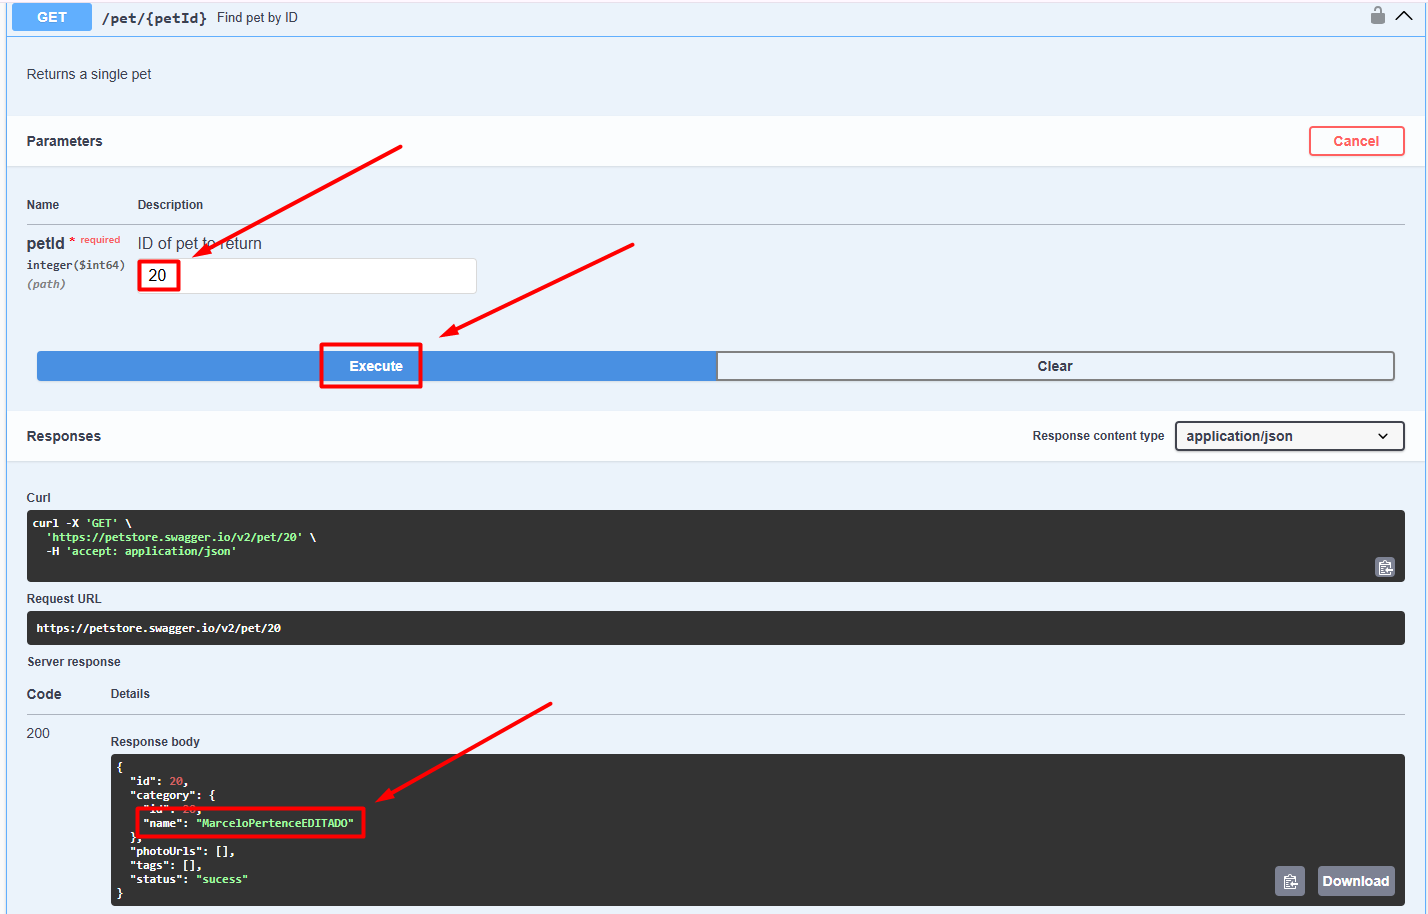 GET /pet/{petId} Find pet by ID
Returns a single pet
Parameters
Cancel
Name Description
petId * required ID of pet to return
integer($int64)
(path)
20
Execute Clear
Responses Response content type application/json
Curl
curl -X 'GET' \
'https://petstore.swagger.io/v2/pet/20' \
-H 'accept: application/json'
Request URL
https://petstore.swagger.io/v2/pet/20
Server response
Code Details
200
Response body
{
"id": 20,
"category": {
"id": 20,
"name": "MarceloPertenceEDITADO"
},
"photoUrls": [],
"tags": [],
"status": "sucess"
}
Download